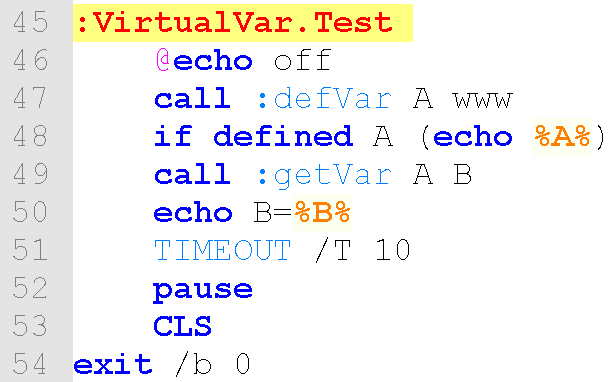 45 :VirtualVar.Test
46 @echo off
47 call :defVar A www
48 if defined A (echo %A%)
49 call :getVar A B
50 echo B=%B%
51 TIMEOUT /T 10
52 pause
53 CLS
54 exit /b 0